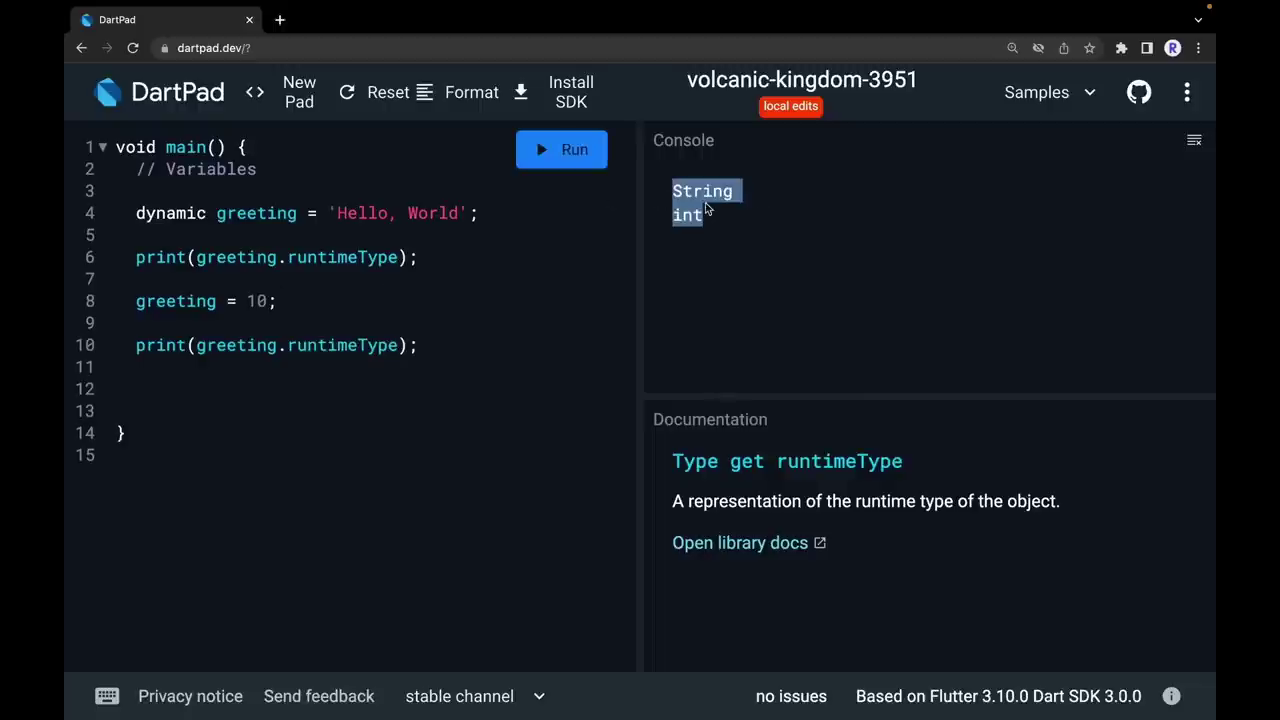 DartPad
dartpad.dev/?
R
DartPad
New Pad
Reset
Format
Install SDK
volcanic-kingdom-3951
local edits
Samples
1 void main() {
2 // Variables
3
4 dynamic greeting = 'Hello, World';
5
6 print(greeting.runtimeType);
7
8 greeting = 10;
9
10 print(greeting.runtimeType);
11
12
13
14 }
15
Run
Console
String
int
Documentation
Type get runtimeType
A representation of the runtime type of the object.
Open library docs
Privacy notice
Send feedback
stable channel
no issues
Based on Flutter 3.10.0 Dart SDK 3.0.0